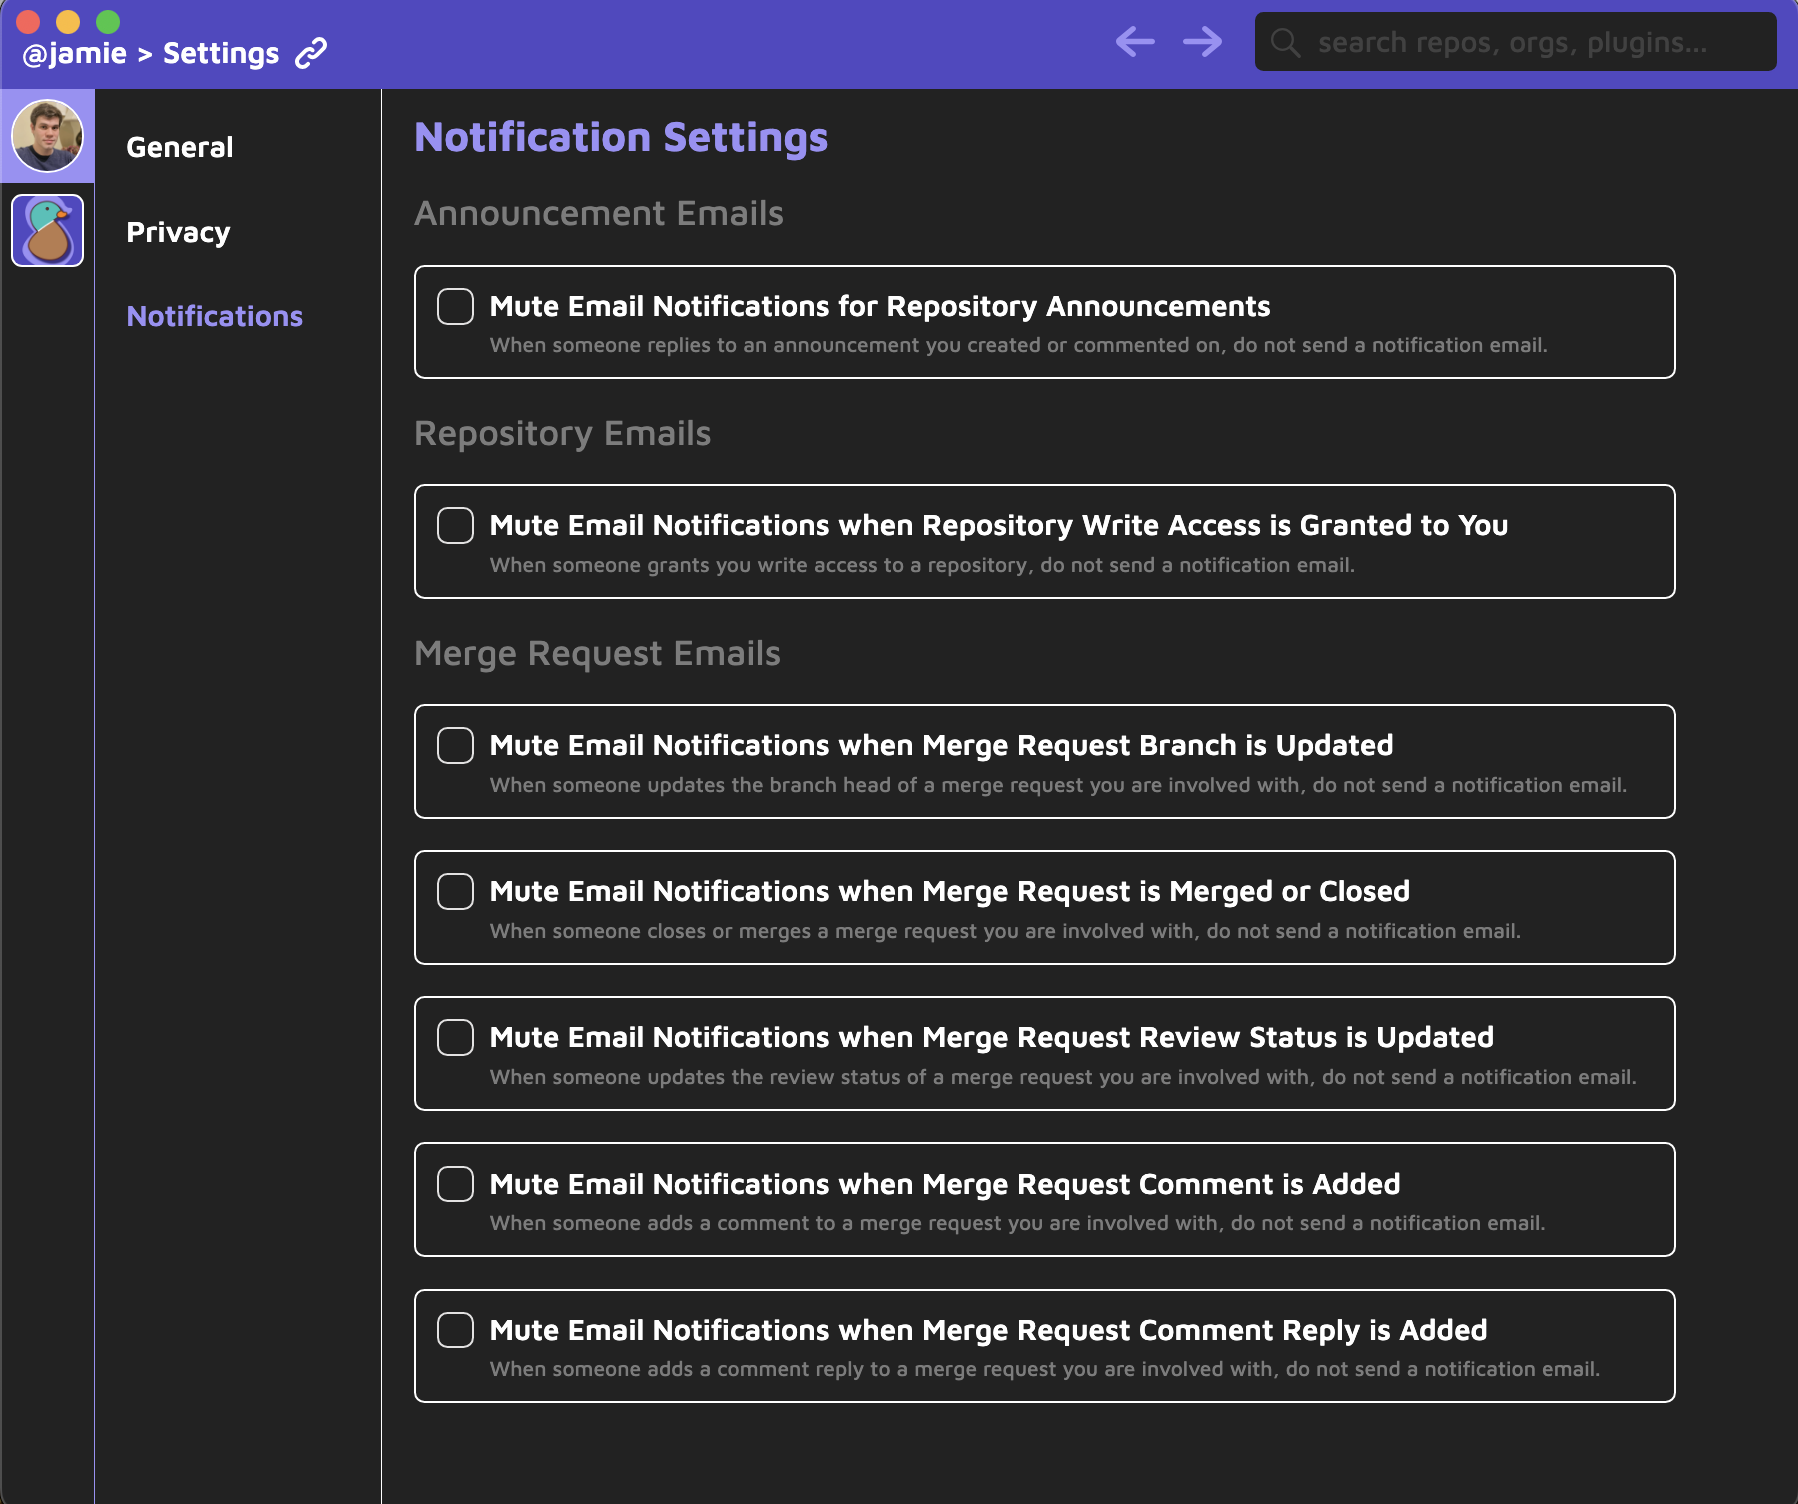 @jamie > Settings
search repos, orgs, plugins...
General
Privacy
Notifications
Notification Settings
Announcement Emails
Mute Email Notifications for Repository Announcements
When someone replies to an announcement you created or commented on, do not send a notification email.
Repository Emails
Mute Email Notifications when Repository Write Access is Granted to You
When someone grants you write access to a repository, do not send a notification email.
Merge Request Emails
Mute Email Notifications when Merge Request Branch is Updated
When someone updates the branch head of a merge request you are involved with, do not send a notification email.
Mute Email Notifications when Merge Request is Merged or Closed
When someone closes or merges a merge request you are involved with, do not send a notification email.
Mute Email Notifications when Merge Request Review Status is Updated
When someone updates the review status of a merge request you are involved with, do not send a notification email.
Mute Email Notifications when Merge Request Comment is Added
When someone adds a comment to a merge request you are involved with, do not send a notification email.
Mute Email Notifications when Merge Request Comment Reply is Added
When someone adds a comment reply to a merge request you are involved with, do not send a notification email.